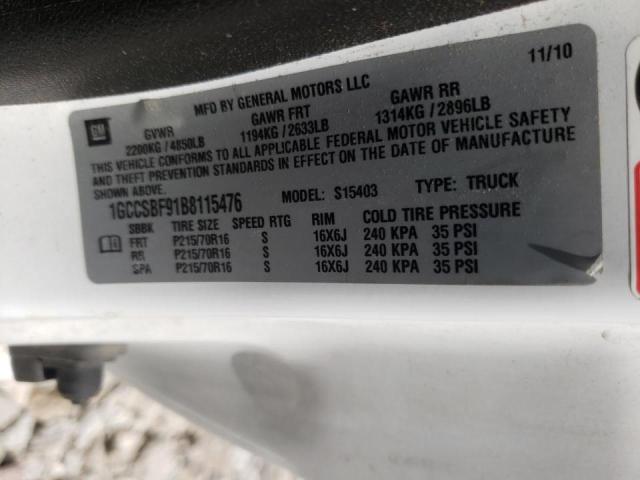 11/10
MFD BY GENERAL MOTORS LLC
GM
GVWR GAWR FRT GAWR RR
2200KG / 4850LB 1194KG / 2633LB 1314KG / 2896LB
THIS VEHICLE CONFORMS TO ALL APPLICABLE FEDERAL MOTOR VEHICLE SAFETY
AND THEFT PREVENTION STANDARDS IN EFFECT ON THE DATE OF MANUFACTURE
SHOWN ABOVE.
1GCCSBF91B8115476 MODEL: S15403 TYPE: TRUCK
SBBK TIRE SIZE SPEED RTG RIM COLD TIRE PRESSURE
FRT P215/70R16 S 16X6J 240 KPA 35 PSI
RR P215/70R16 S 16X6J 240 KPA 35 PSI
SPA P215/70R16 S 16X6J 240 KPA 35 PSI